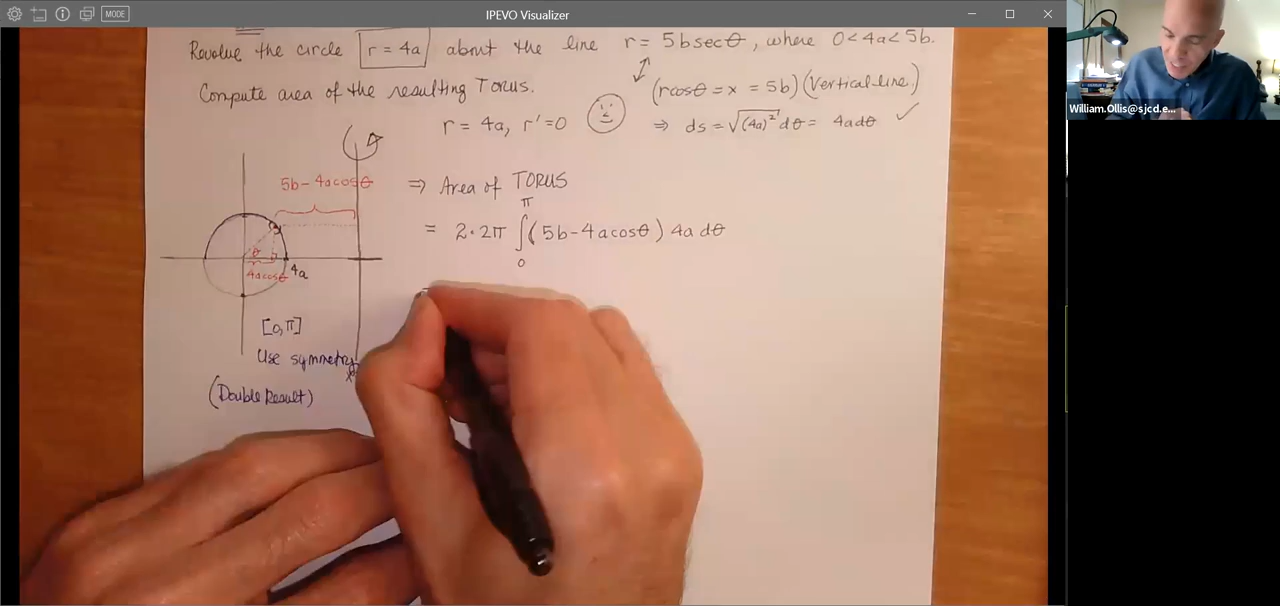 MODE
IPEVO Visualizer
Revolve the circle r = 4a about the line r = 5b secθ, where 0 < 4a < 5b.
Compute area of the resulting Torus.
(rcosθ = x = 5b) (Vertical line)
r = 4a, r' = 0
⇒ ds = √(4a)² dθ = 4a dθ ✓
5b - 4a cosθ
⇒ Area of TORUS
= 2·2π ∫₀^π (5b - 4a cosθ) 4a dθ
θ
4a cosθ
4a
[0, π]
Use symmetry
(Double Result)
William.Ollis@sjcd.e...